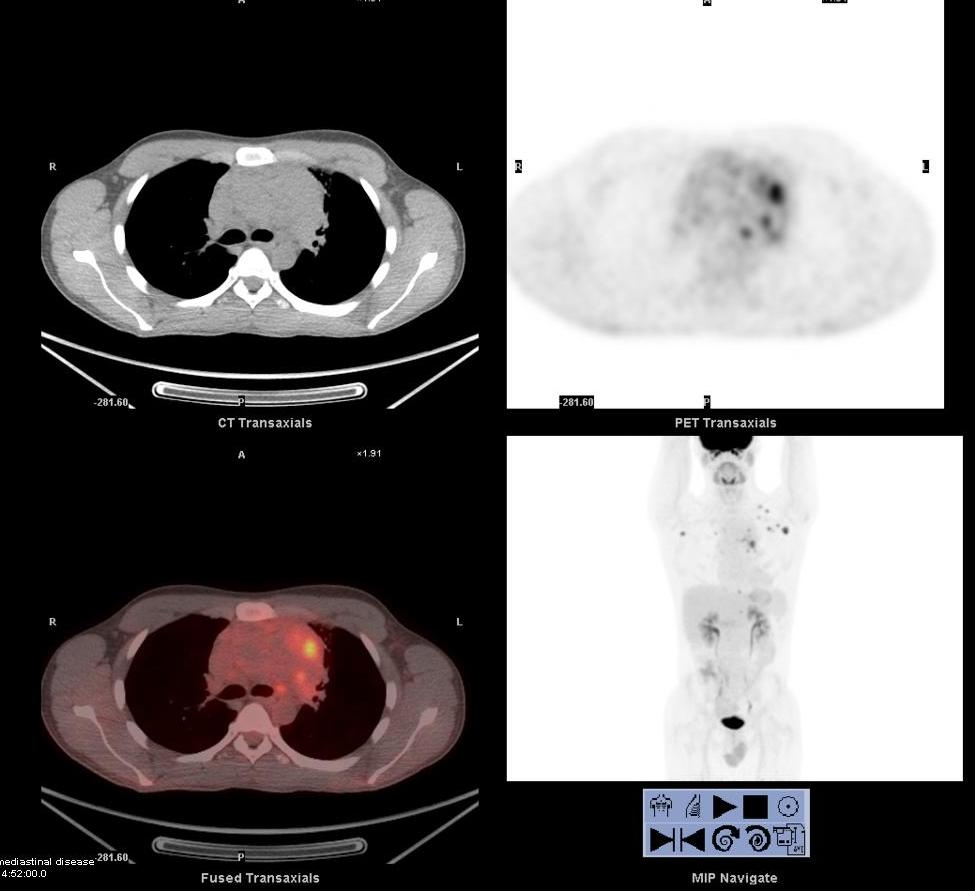 A
R
L
-281.60
P
CT Transaxials
A
R
L
-281.60
P
PET Transaxials
A
×1.91
R
L
281.60
P
mediastinal disease
4:52:00.0
Fused Transaxials
MIP Navigate